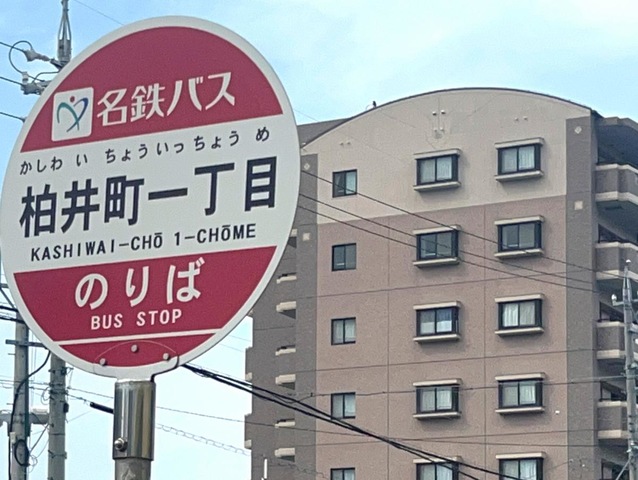 名鉄バス
かしわ い ちょういっちょう め
柏井町一丁目
KASHIWAI-CHŌ 1-CHŌME
のりば
BUS STOP